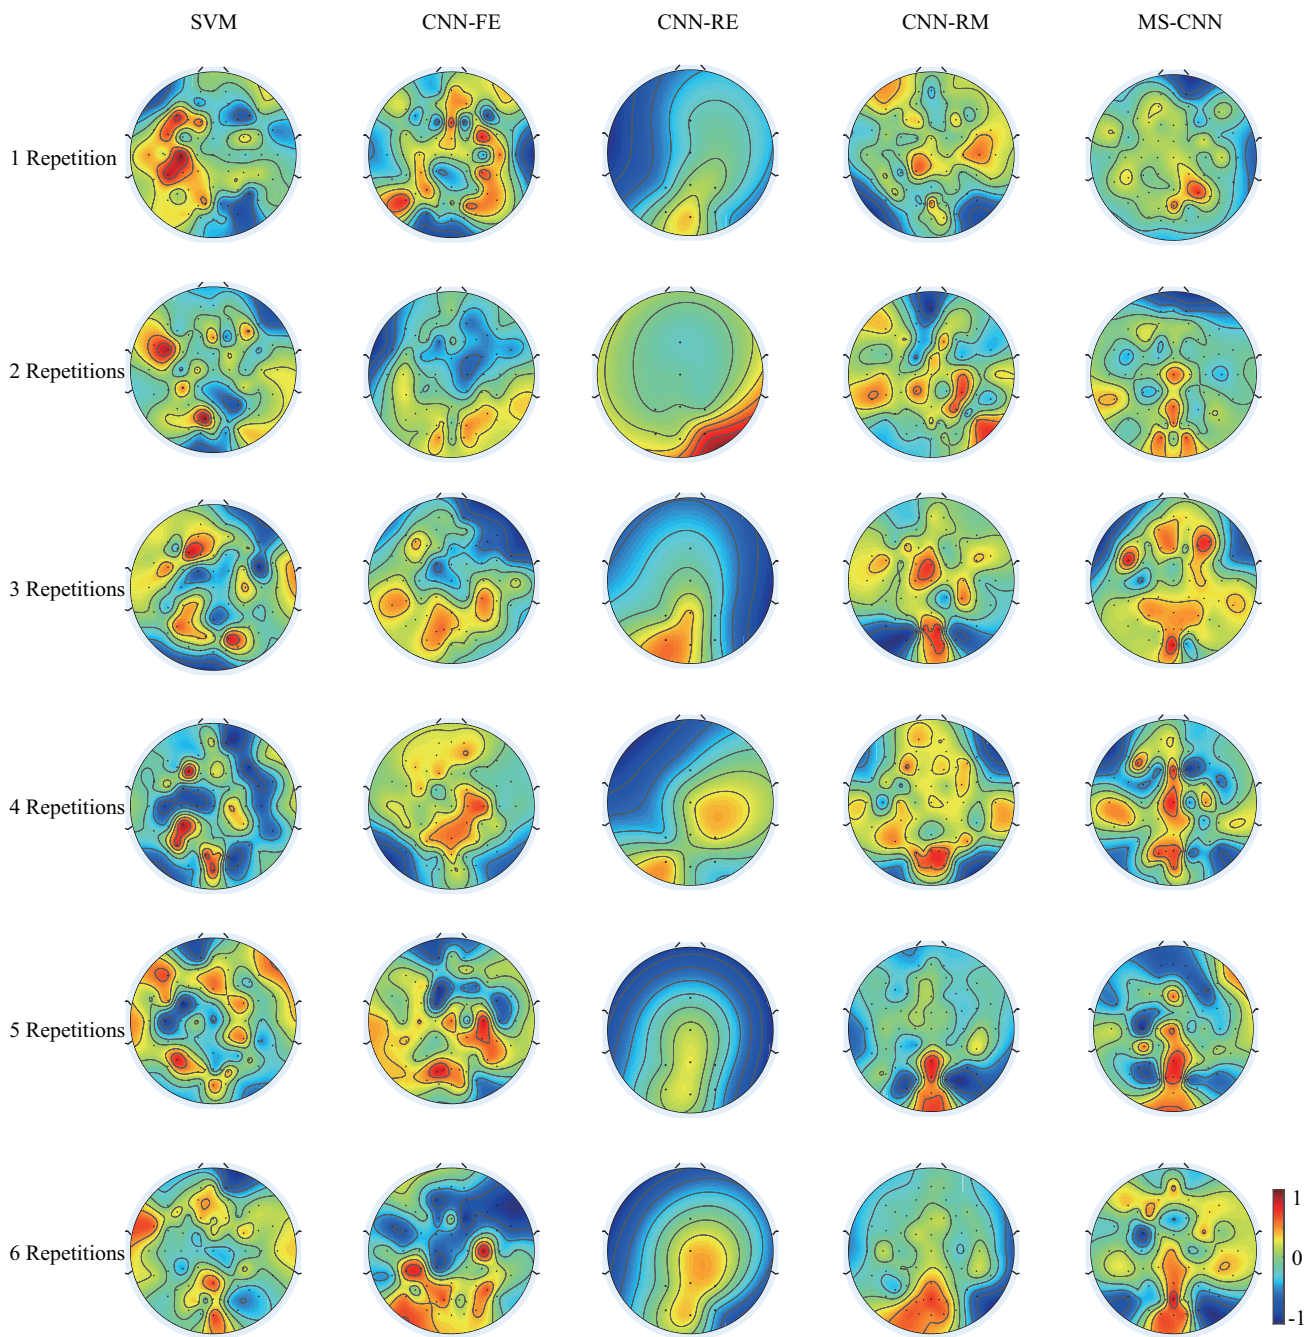 SVM CNN-FE CNN-RE CNN-RM MS-CNN
1 Repetition
2 Repetitions
3 Repetitions
4 Repetitions
5 Repetitions
6 Repetitions
1
0
-1